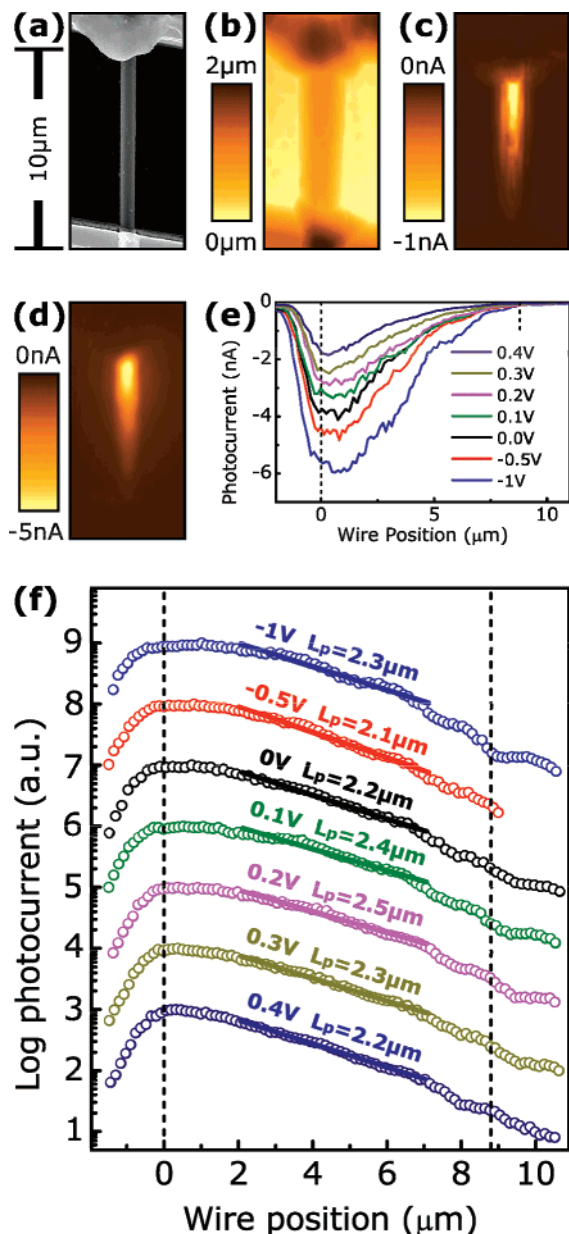 (a)
10μm
(b)
2μm
0μm
(c)
0nA
-1nA
(d)
0nA
-5nA
(e)
Photocurrent (nA)
0
-2
-4
-6
0.4V
0.3V
0.2V
0.1V
0.0V
-0.5V
-1V
0 5 10
Wire Position (μm)
(f)
Log photocurrent (a.u.)
9
8
7
6
5
4
3
2
1
-1V Lp=2.3μm
-0.5V Lp=2.1μm
0V Lp=2.2μm
0.1V Lp=2.4μm
0.2V Lp=2.5μm
0.3V Lp=2.3μm
0.4V Lp=2.2μm
0 2 4 6 8 10
Wire position (μm)